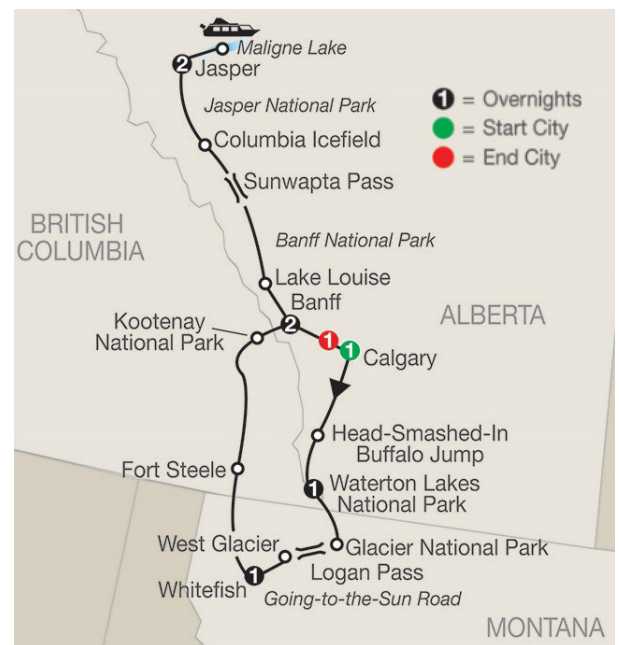 Maligne Lake
2
Jasper
Jasper National Park
1 = Overnights
= Start City
= End City
Columbia Icefield
Sunwapta Pass
BRITISH
COLUMBIA
Banff National Park
Lake Louise
Banff
2
ALBERTA
Kootenay
National Park
1
1
Calgary
Head-Smashed-In
Buffalo Jump
Fort Steele
1
Waterton Lakes
National Park
West Glacier
Glacier National Park
Logan Pass
Whitefish
1
Going-to-the-Sun Road
MONTANA